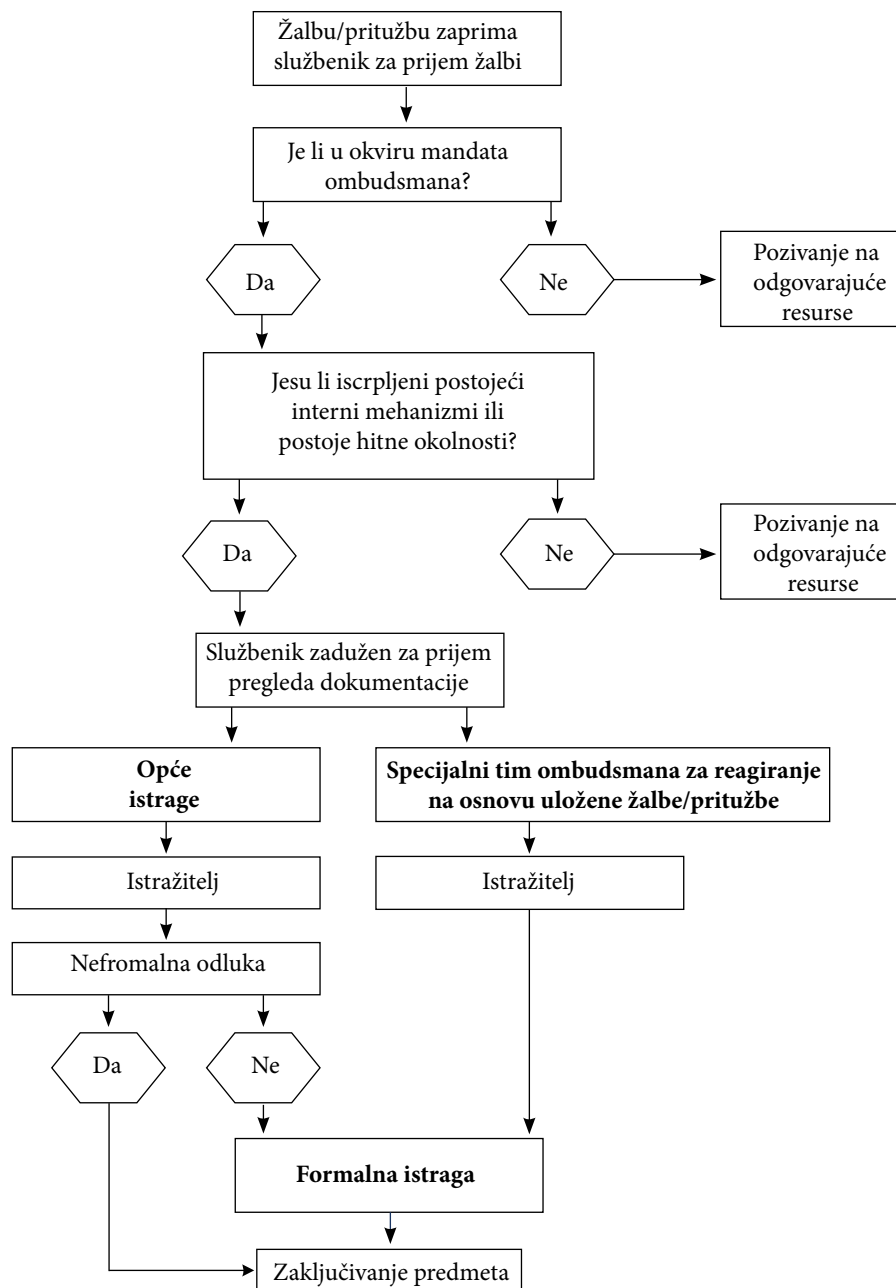 Žalbu/pritužbu zaprima
službenik za prijem žalbi
Je li u okviru mandata
ombudsmana?
Da
Ne
Pozivanje na
odgovarajuće
resurse
Jesu li iscrpljeni postojeći
interni mehanizmi ili
postoje hitne okolnosti?
Da
Ne
Pozivanje na
odgovarajuće
resurse
Službenik zadužen za prijem
pregleda dokumentacije
Opće
istrage
Specijalni tim ombudsmana za reagiranje
na osnovu uložene žalbe/pritužbe
Istražitelj
Istražitelj
Nefromalna odluka
Da
Ne
Formalna istraga
Zaključivanje predmeta